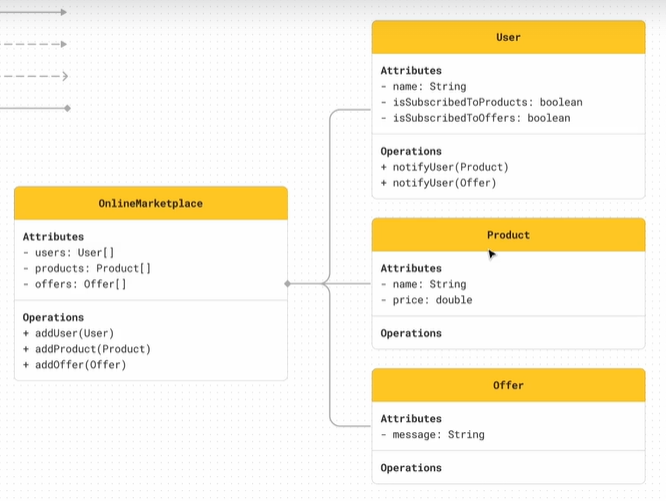 OnlineMarketplace
Attributes
- users: User[]
- products: Product[]
- offers: Offer[]
Operations
+ addUser(User)
+ addProduct(Product)
+ addOffer(Offer)
User
Attributes
- name: String
- isSubscribedToProducts: boolean
- isSubscribedToOffers: boolean
Operations
+ notifyUser(Product)
+ notifyUser(Offer)
Product
Attributes
- name: String
- price: double
Operations
Offer
Attributes
- message: String
Operations